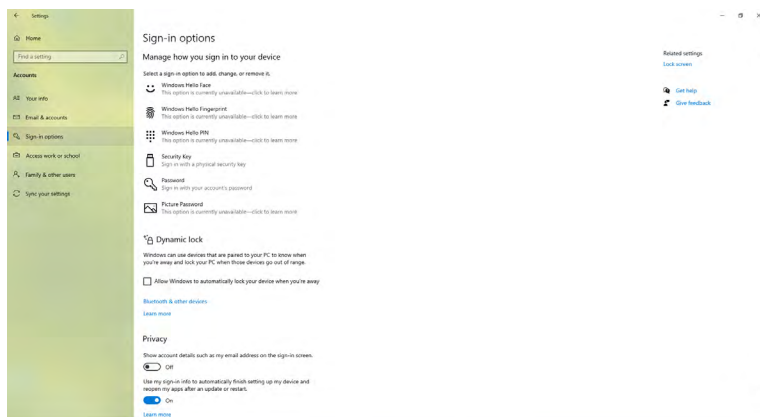 Settings
Home
Find a setting
Accounts
Your info
Email & accounts
Sign-in options
Access work or school
Family & other users
Sync your settings
Sign-in options
Manage how you sign in to your device
Select a sign-in option to add, change, or remove it.
Windows Hello Face
This option is currently unavailable—click to learn more
Windows Hello Fingerprint
This option is currently unavailable—click to learn more
Windows Hello PIN
This option is currently unavailable—click to learn more
Security Key
Sign in with a physical security key
Password
Sign in with your account's password
Picture Password
This option is currently unavailable—click to learn more
Dynamic lock
Windows can use devices that are paired to your PC to know when
you're away and lock your PC when those devices go out of range.
Allow Windows to automatically lock your device when you're away
Bluetooth & other devices
Learn more
Privacy
Show account details such as my email address on the sign-in screen.
Off
Use my sign-in info to automatically finish setting up my device and
reopen my apps after an update or restart.
On
Learn more
Related settings
Lock screen
Get help
Give feedback